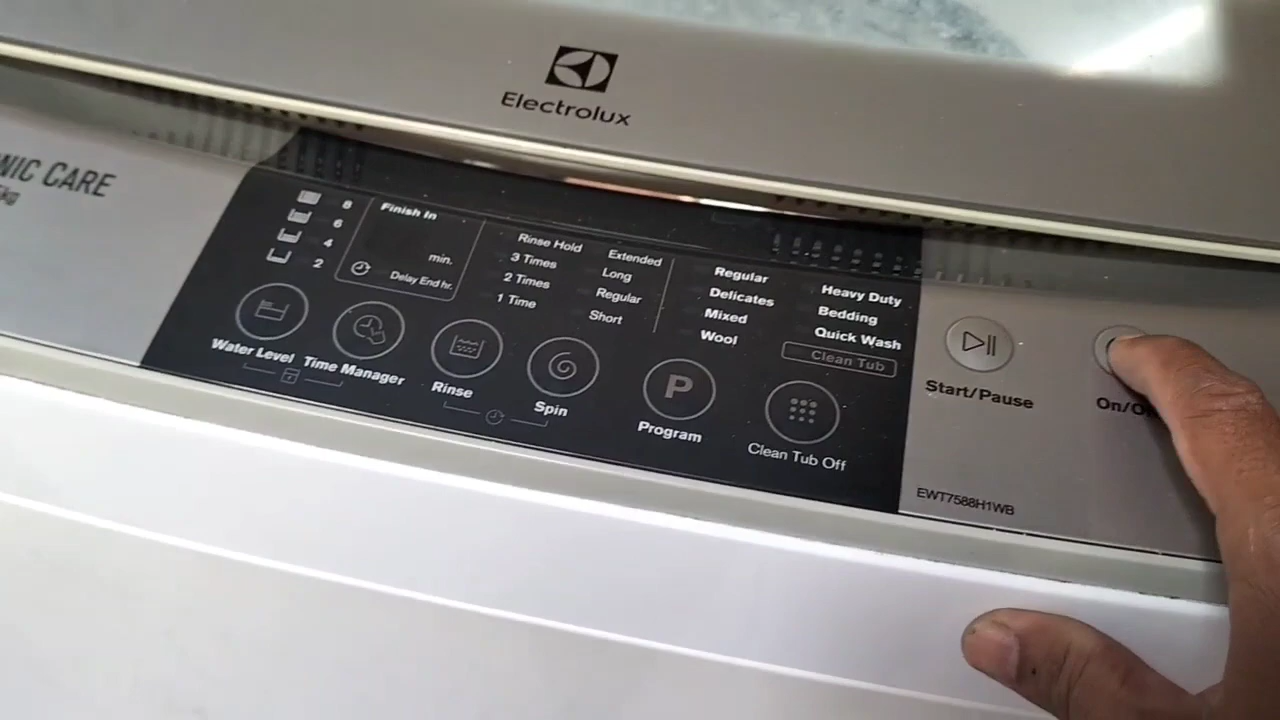 Electrolux
NIC CARE
kg
8
6
4
2
Finish In
min.
Delay End hr.
Rinse Hold
3 Times
2 Times
1 Time
Extended
Long
Regular
Short
Regular
Delicates
Mixed
Wool
Heavy Duty
Bedding
Quick Wash
Clean Tub
Water Level
Time Manager
Rinse
Spin
P
Program
Clean Tub Off
Start/Pause
On/O
EWT7588H1WB